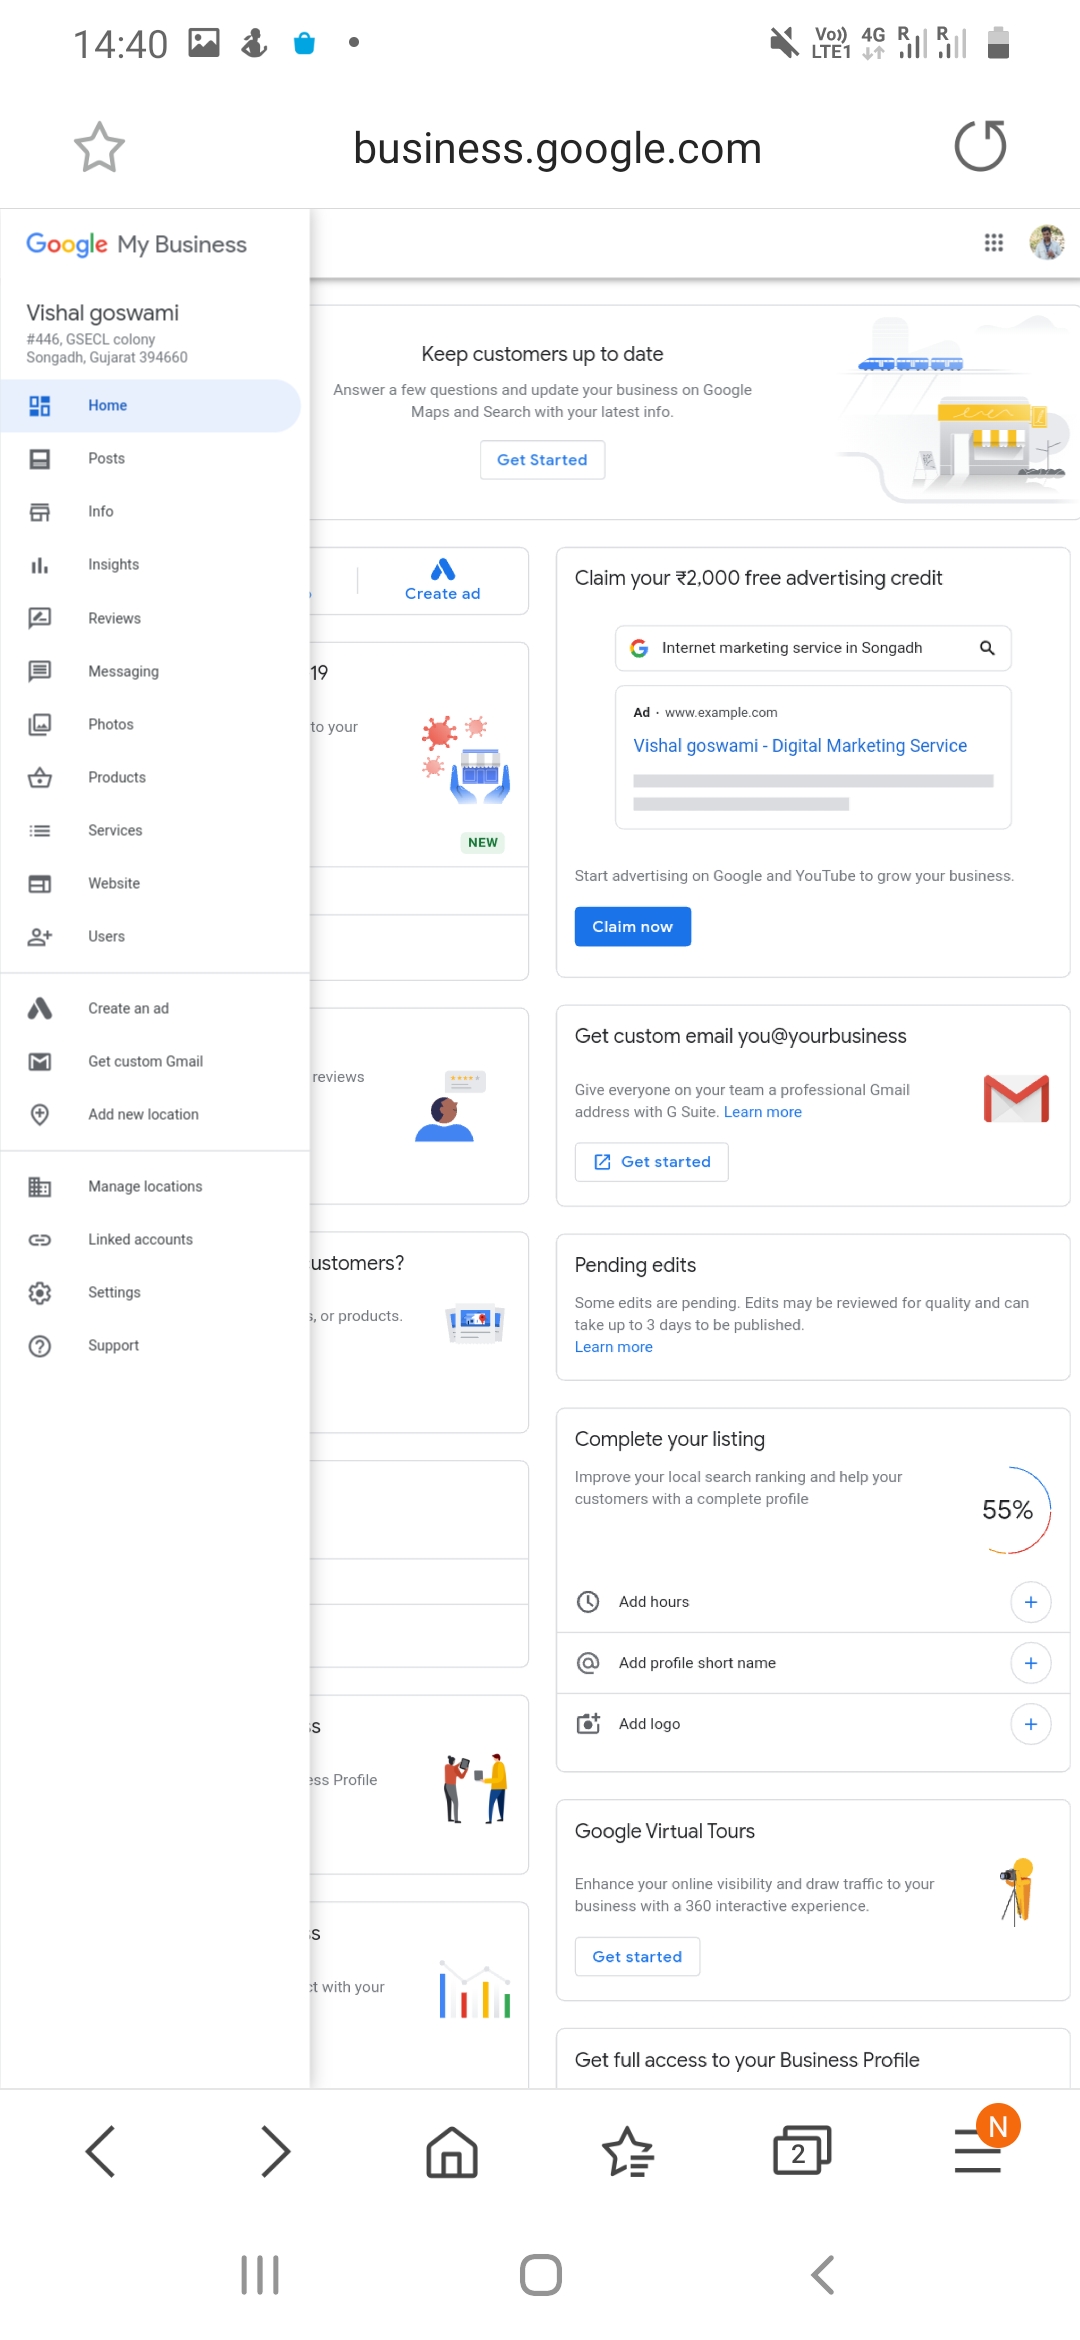 14:40
Vo)) LTE1 4G R R
business.google.com
Google My Business
Vishal goswami
#446, GSECL colony
Songadh, Gujarat 394660
Home
Posts
Info
Insights
Reviews
Messaging
Photos
Products
Services
Website
Users
Create an ad
Get custom Gmail
Add new location
Manage locations
Linked accounts
Settings
Support
Keep customers up to date
Answer a few questions and update your business on Google
Maps and Search with your latest info.
Get Started
Create ad
19
to your
NEW
reviews
ustomers?
s, or products.
ss
ess Profile
ss
ct with your
Claim your ₹2,000 free advertising credit
Internet marketing service in Songadh
Ad · www.example.com
Vishal goswami - Digital Marketing Service
Start advertising on Google and YouTube to grow your business.
Claim now
Get custom email you@yourbusiness
Give everyone on your team a professional Gmail
address with G Suite. Learn more
Get started
Pending edits
Some edits are pending. Edits may be reviewed for quality and can
take up to 3 days to be published.
Learn more
Complete your listing
Improve your local search ranking and help your
customers with a complete profile
55%
Add hours
Add profile short name
Add logo
Google Virtual Tours
Enhance your online visibility and draw traffic to your
business with a 360 interactive experience.
Get started
Get full access to your Business Profile
2
N